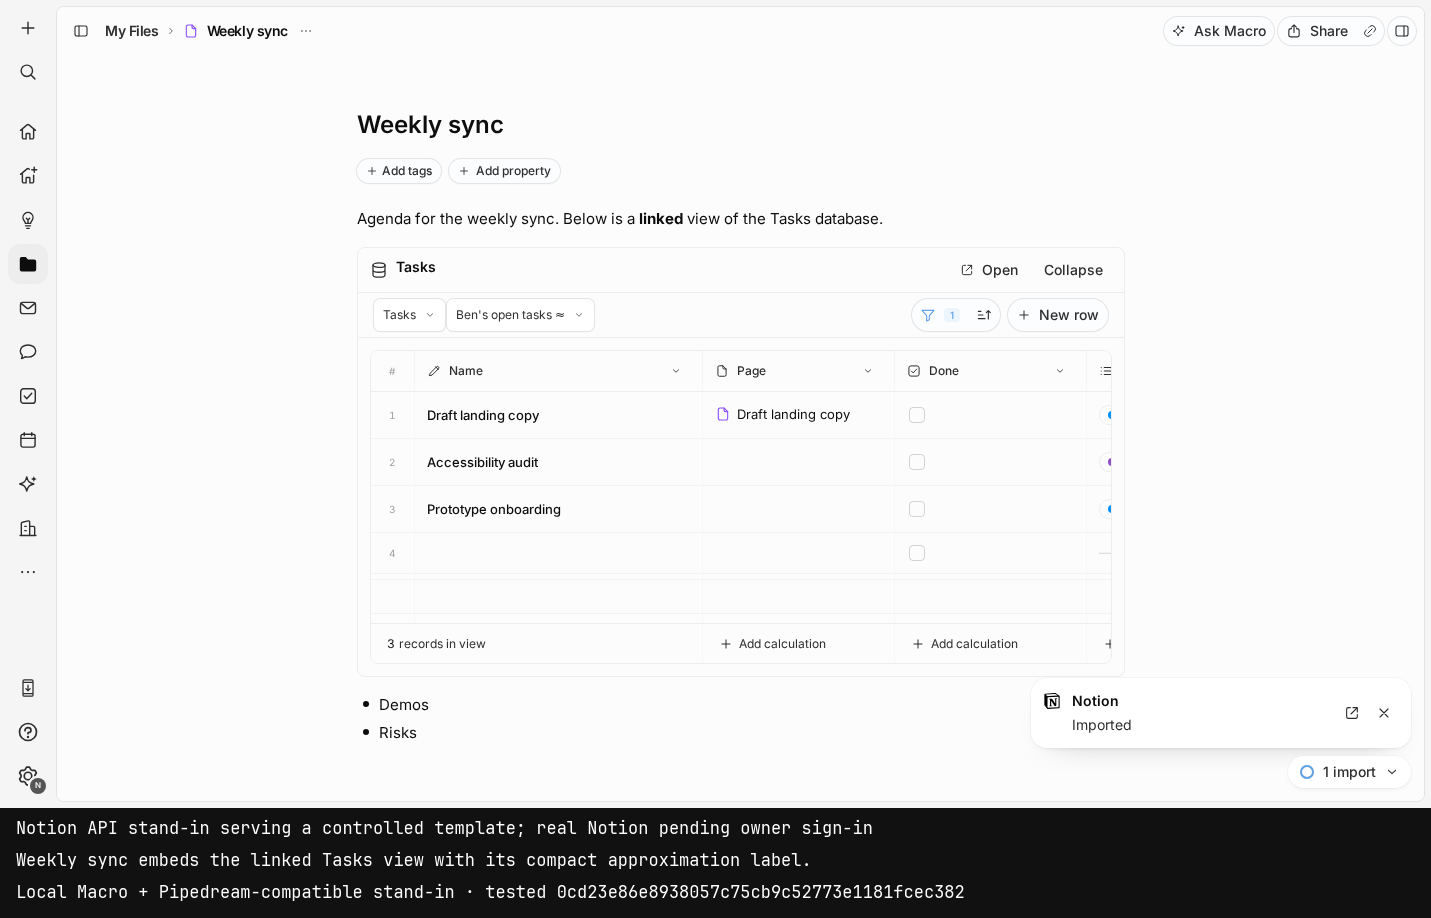 My Files
Weekly sync
Ask Macro
Share
Weekly sync
Add tags
Add property
Agenda for the weekly sync. Below is a linked view of the Tasks database.
Tasks
Open
Collapse
Tasks
Ben's open tasks ≈
1
New row
#
Name
Page
Done
1
Draft landing copy
Draft landing copy
2
Accessibility audit
3
Prototype onboarding
4
3 records in view
Add calculation
Add calculation
Demos
Risks
Notion
Imported
N
1 import
Notion API stand-in serving a controlled template; real Notion pending owner sign-in
Weekly sync embeds the linked Tasks view with its compact approximation label.
Local Macro + Pipedream-compatible stand-in · tested 0cd23e86e8938057c75cb9c52773e1181fcec382